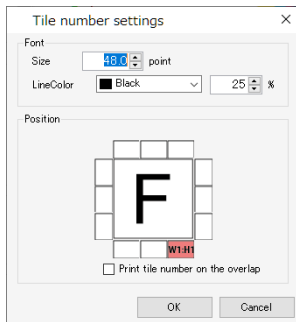 Tile number settings
Font
Size 48.0 point
LineColor Black 25 %
Position
F
W1:H1
Print tile number on the overlap
OK Cancel